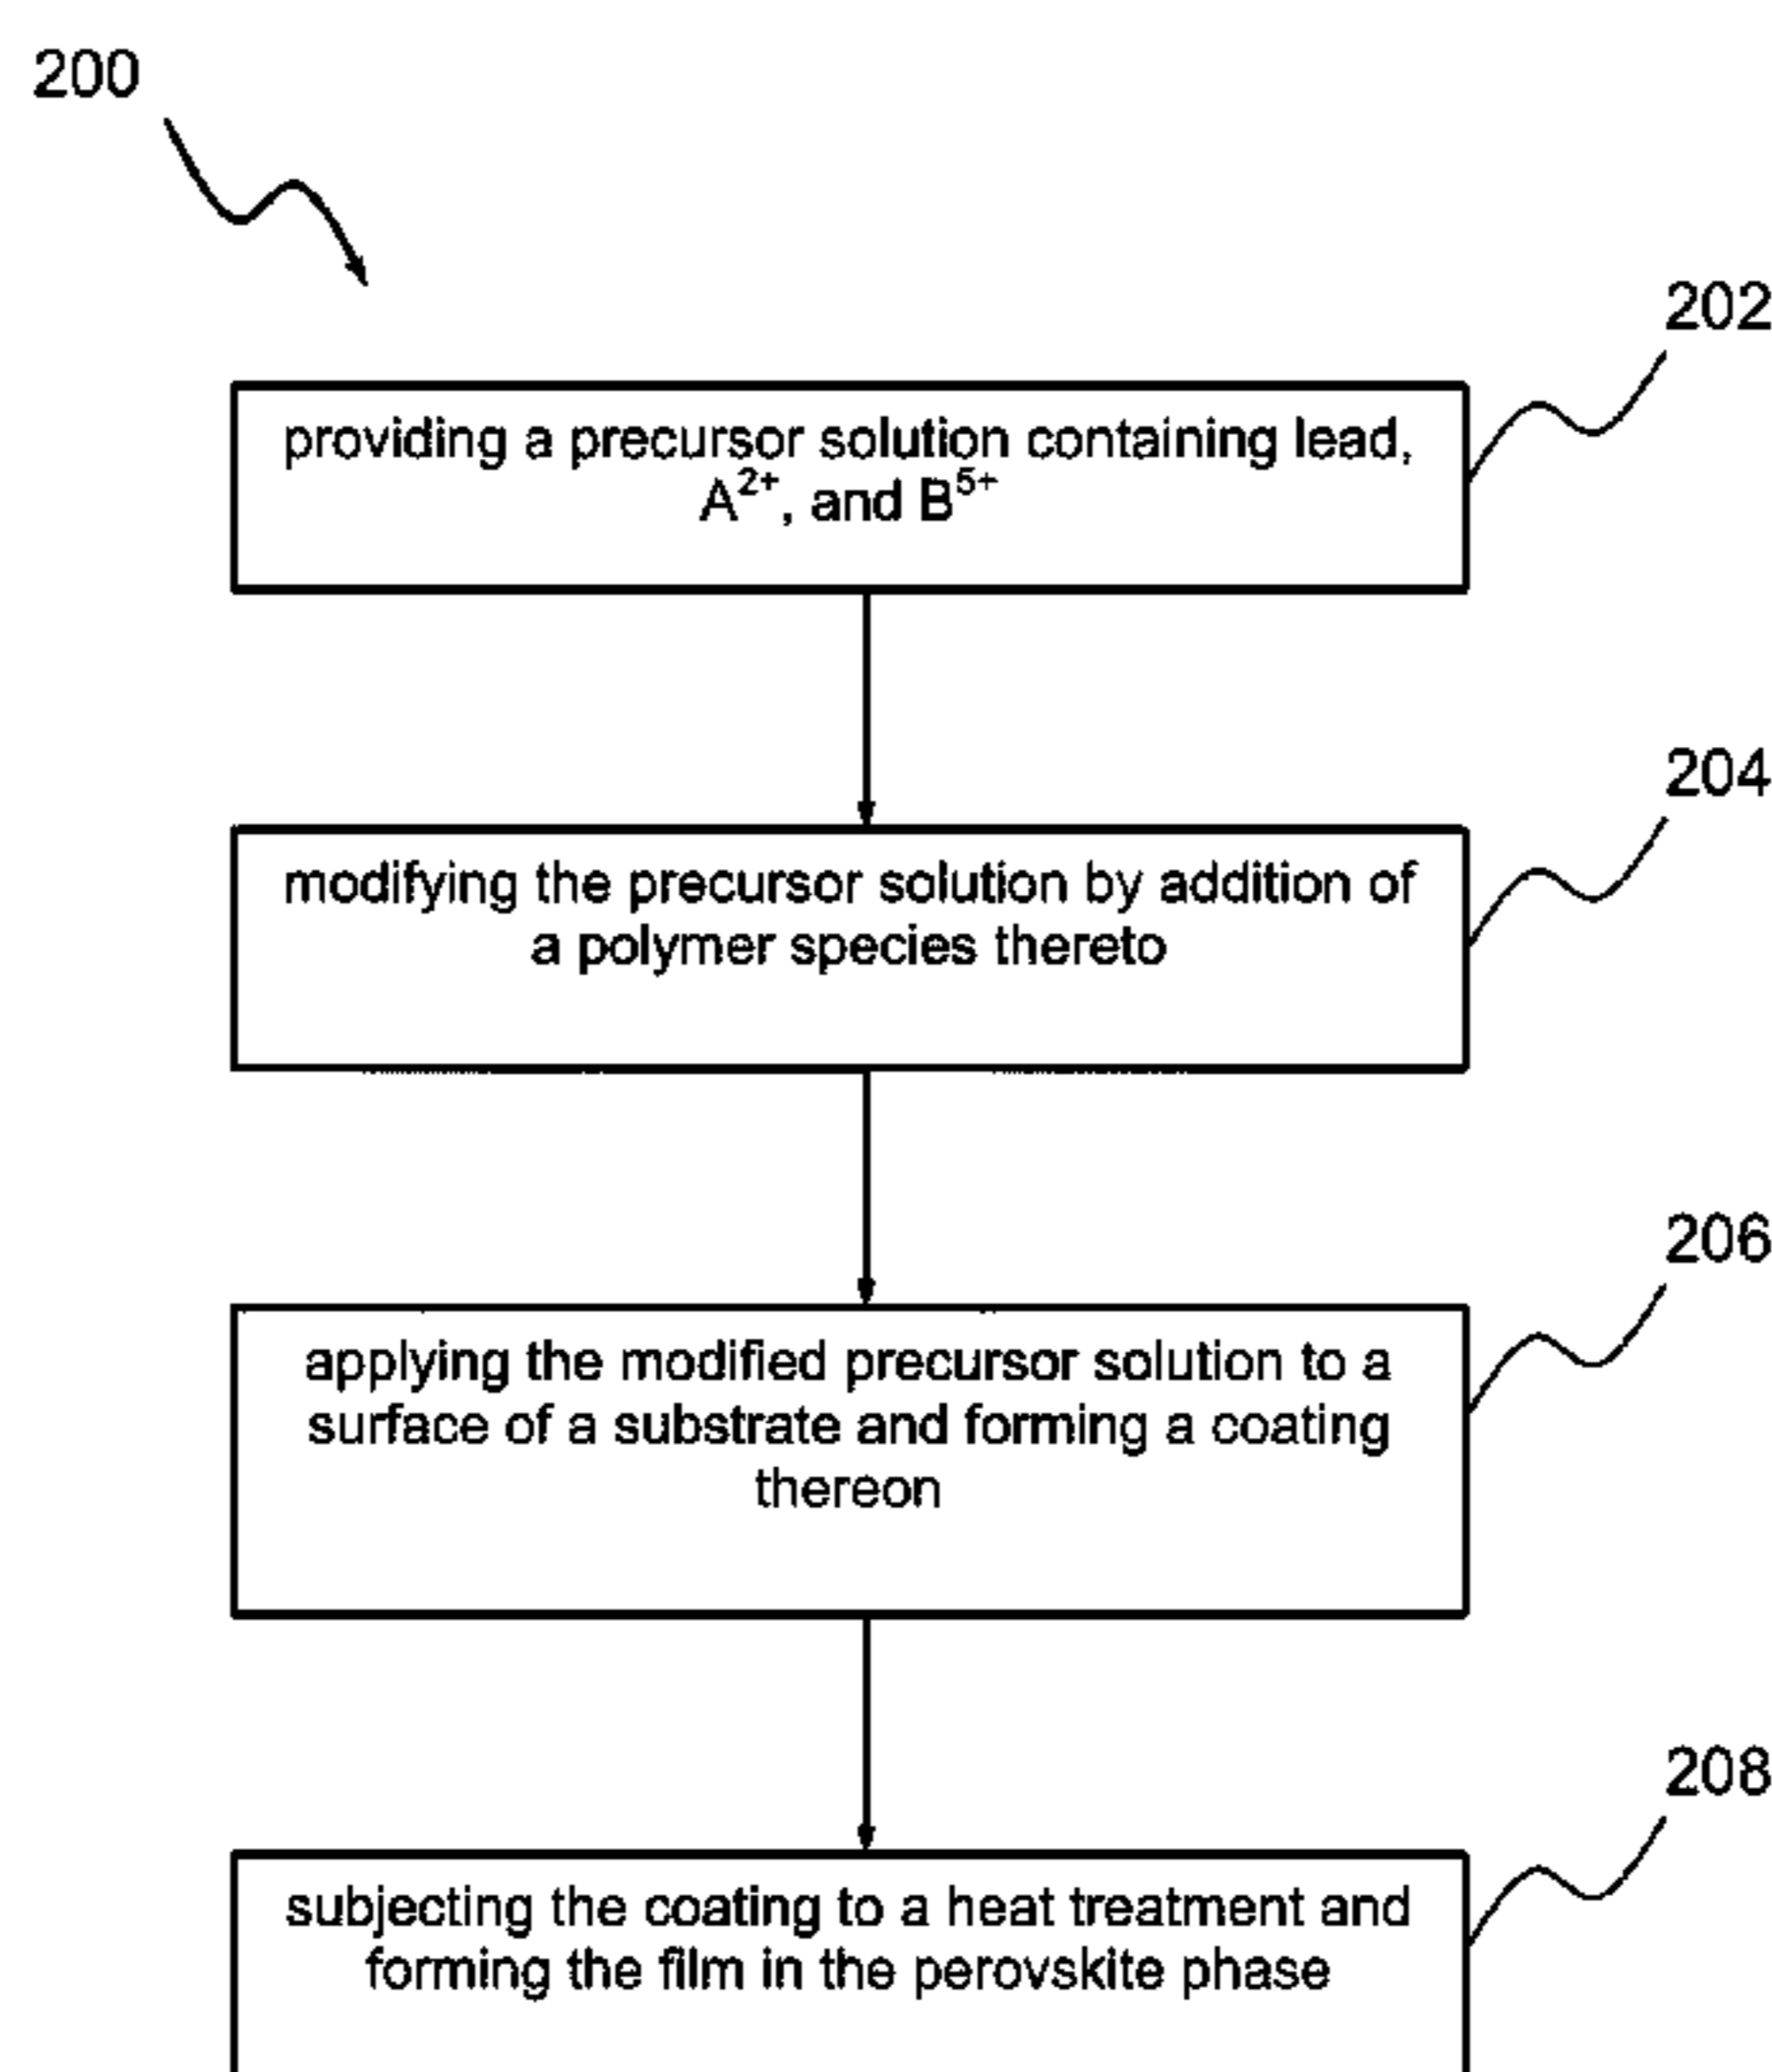 200
202
providing a precursor solution containing lead,
A²⁺, and B⁵⁺
204
modifying the precursor solution by addition of
a polymer species thereto
206
applying the modified precursor solution to a
surface of a substrate and forming a coating
thereon
208
subjecting the coating to a heat treatment and
forming the film in the perovskite phase